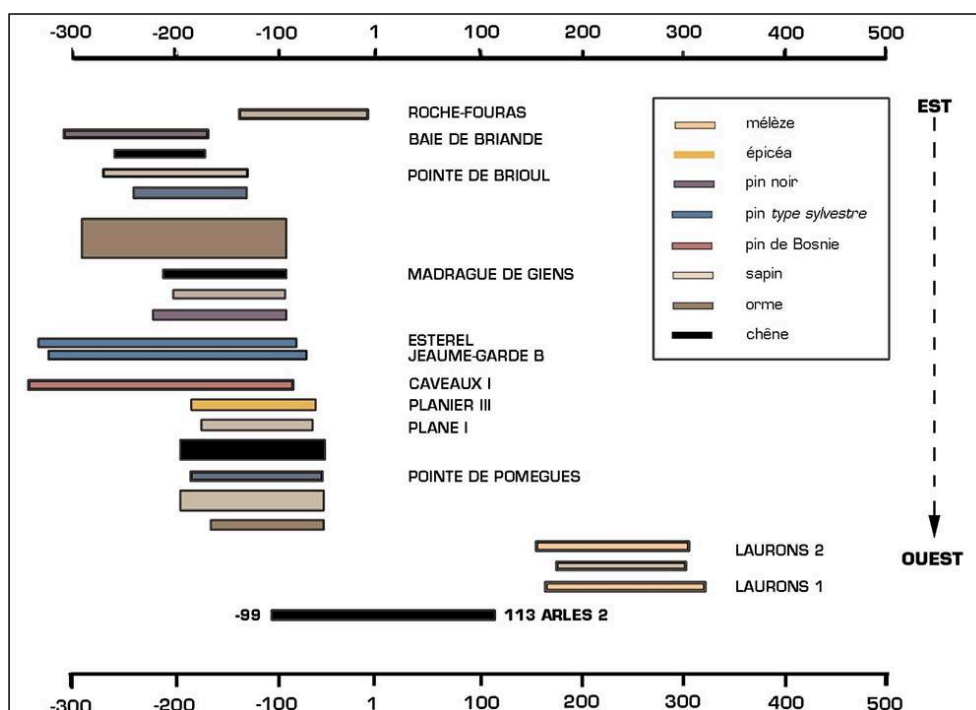 -300 -200 -100 1 100 200 300 400 500
EST
mélèze
épicéa
pin noir
pin type sylvestre
pin de Bosnie
sapin
orme
chêne
OUEST
ROCHE-FOURAS
BAIE DE BRIANDE
POINTE DE BRIOUL
MADRAGUE DE GIENS
ESTEREL
JEAUME-GARDE B
CAVEAUX I
PLANIER III
PLANE I
POINTE DE POMEGUES
LAURONS 2
LAURONS 1
-99 113 ARLES 2
-300 -200 -100 1 100 200 300 400 500